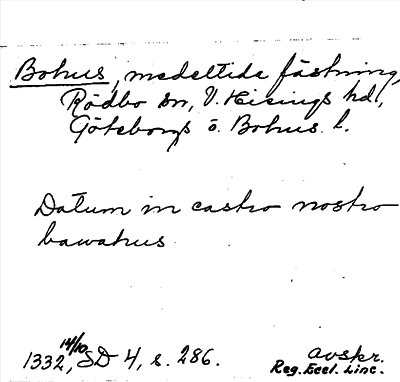 Bohus, medeltida fästning,
Rödbo sn, V. Hisings hd,
Göteborgs o. Bohus l.
Datum in castro nostro
bawahus
1332, 14/10 SD 4, s. 286.
avskr.
Reg. Eccl. Linc.